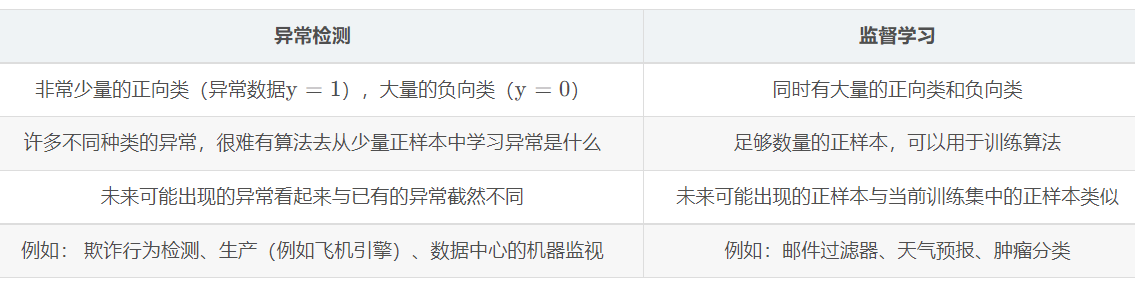 异常检测 监督学习
非常少量的正向类（异常数据y = 1），大量的负向类（y = 0） 同时有大量的正向类和负向类
许多不同种类的异常，很难有算法去从少量正样本中学习异常是什么 足够数量的正样本，可以用于训练算法
未来可能出现的异常看起来与已有的异常截然不同 未来可能出现的正样本与当前训练集中的正样本类似
例如： 欺诈行为检测、生产（例如飞机引擎）、数据中心的机器监视 例如：邮件过滤器、天气预报、肿瘤分类